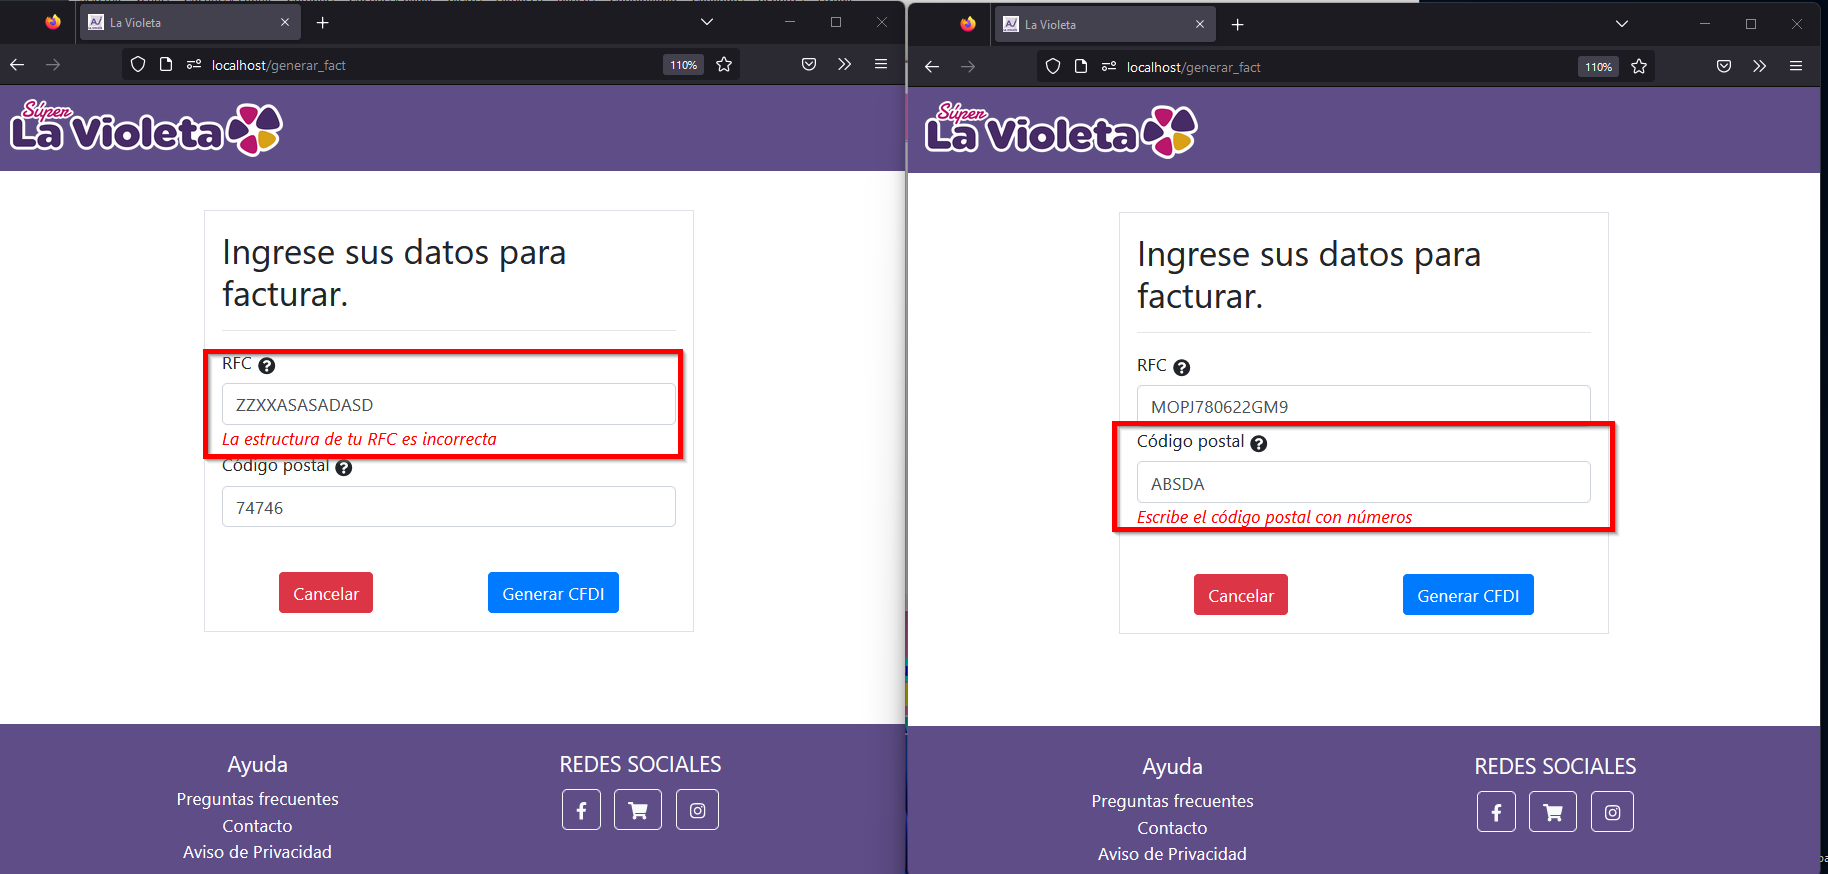 La Violeta
localhost/generar_fact
110%
Súper
La Violeta
Ingrese sus datos para
facturar.
RFC
ZZXXASASADASD
La estructura de tu RFC es incorrecta
Código postal
74746
Cancelar
Generar CFDI
Ayuda
Preguntas frecuentes
Contacto
Aviso de Privacidad
REDES SOCIALES
La Violeta
localhost/generar_fact
110%
Súper
La Violeta
Ingrese sus datos para
facturar.
RFC
MOPJ780622GM9
Código postal
ABSDA
Escribe el código postal con números
Cancelar
Generar CFDI
Ayuda
Preguntas frecuentes
Contacto
Aviso de Privacidad
REDES SOCIALES